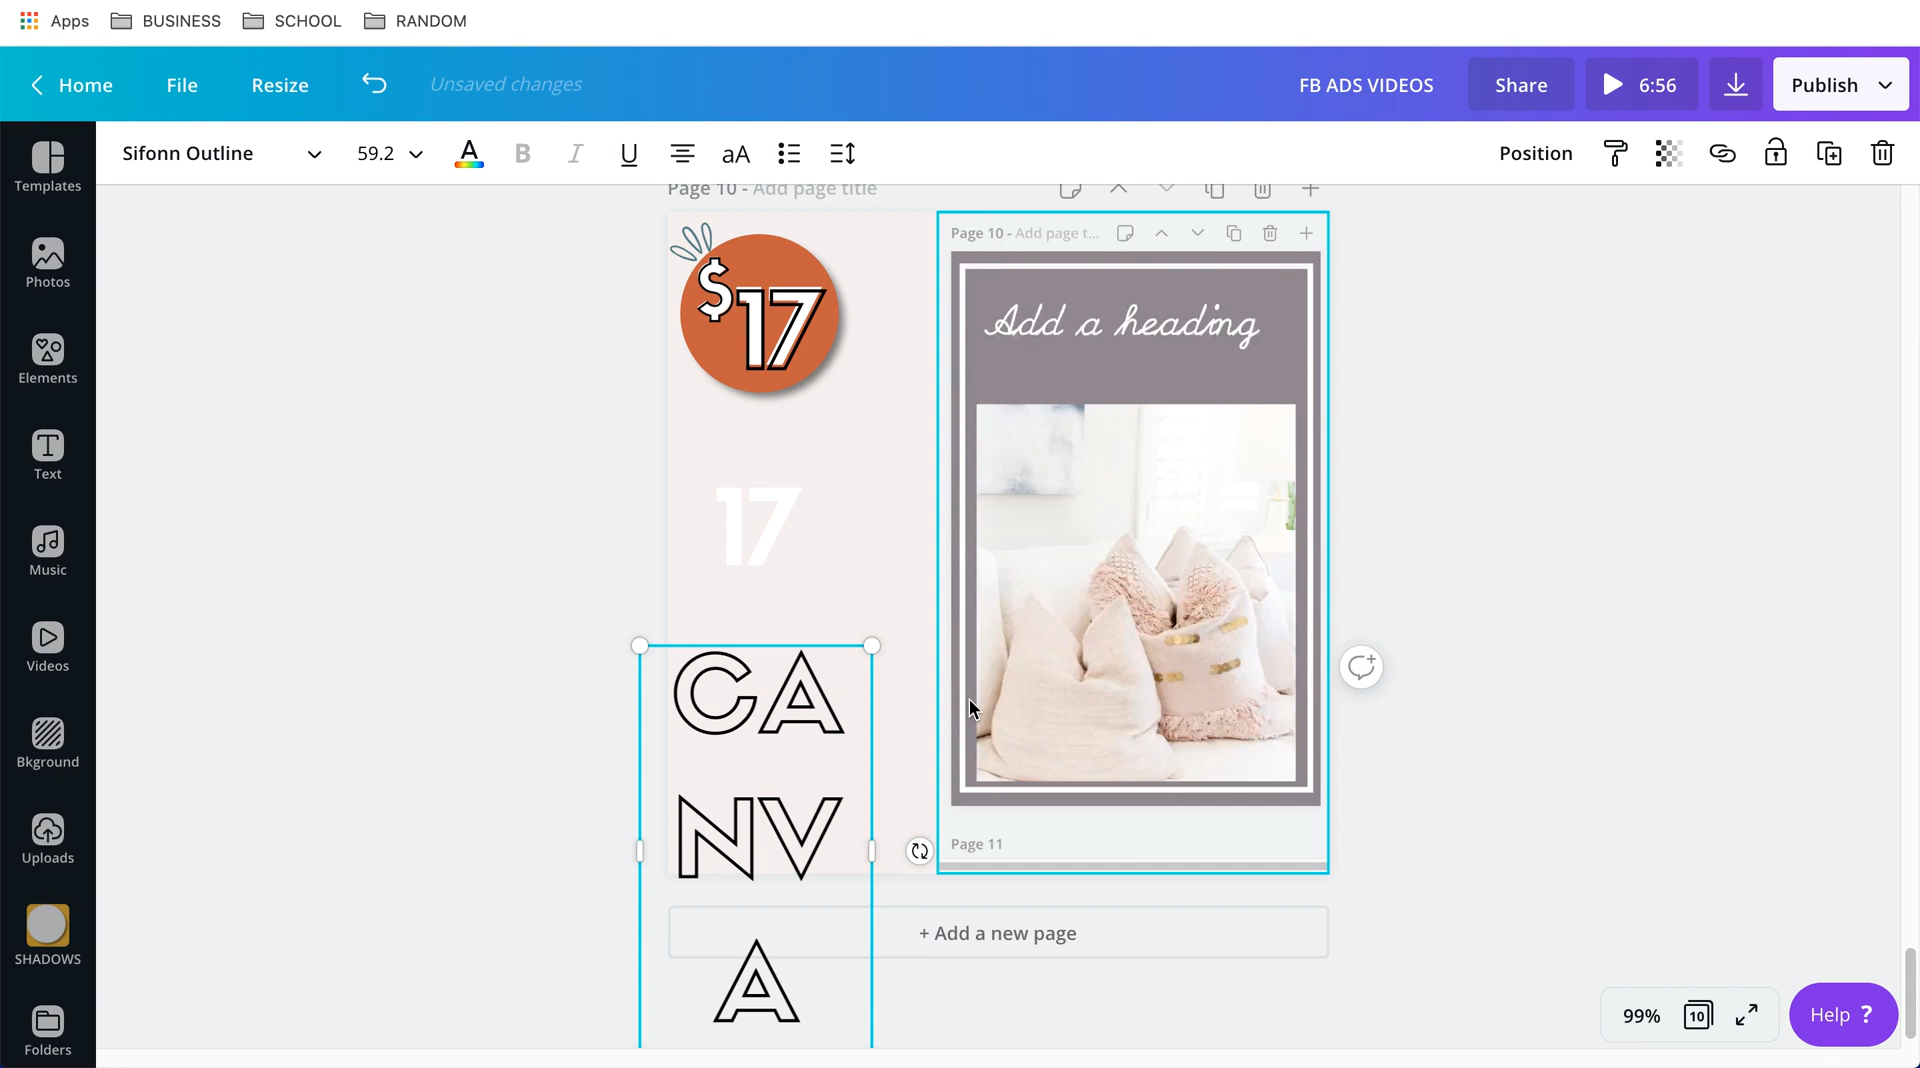 Apps BUSINESS SCHOOL RANDOM
Home File Resize Unsaved changes FB ADS VIDEOS Share 6:56 Publish
Sifonn Outline 59.2 A B I U aA Position
Templates
Photos
Elements
Text
Music
Videos
Bkground
Uploads
SHADOWS
Folders
Page 10 - Add page title
$17
17
CA
NV
A
Page 10 - Add page t...
Add a heading
Page 11
+ Add a new page
99% 10 Help ?